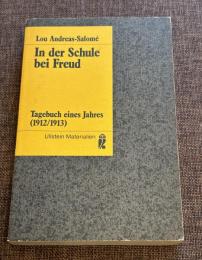 Lou Andreas-Salomé
In der Schule
bei Freud
Tagebuch eines Jahres
(1912/1913)
Ullstein Materialien